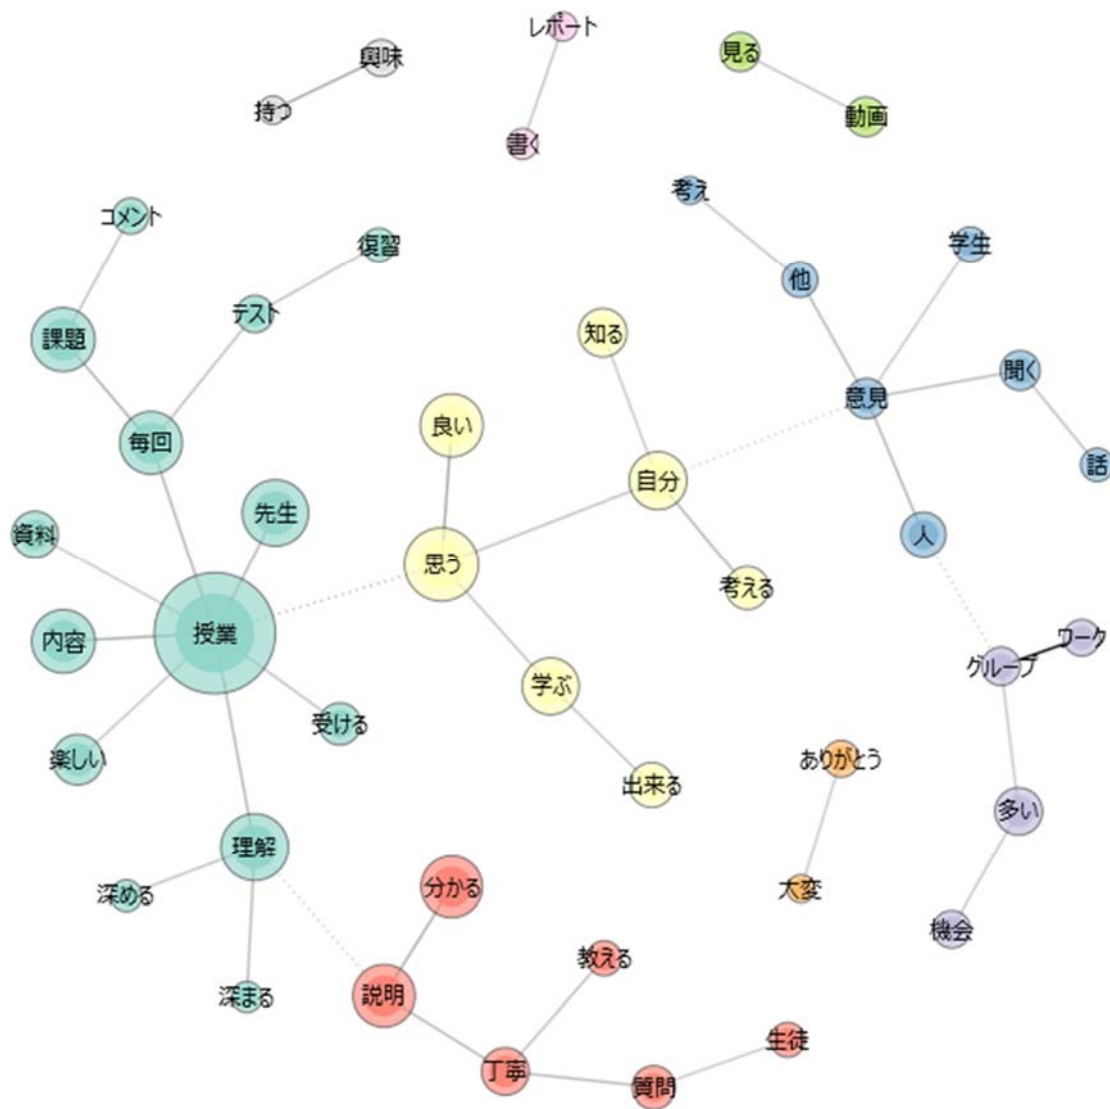 レポート
興味
見る
持つ
動画
書く
考え
コメント
復習
学生
他
テスト
知る
課題
聞く
意見
良い
毎回
話
自分
先生
資料
人
思う
考える
授業
内容
ワーク
グループ
学ぶ
受ける
楽しい
ありがとう
出来る
多い
理解
分かる
大変
深める
機会
教える
説明
深まる
生徒
丁寧
質問